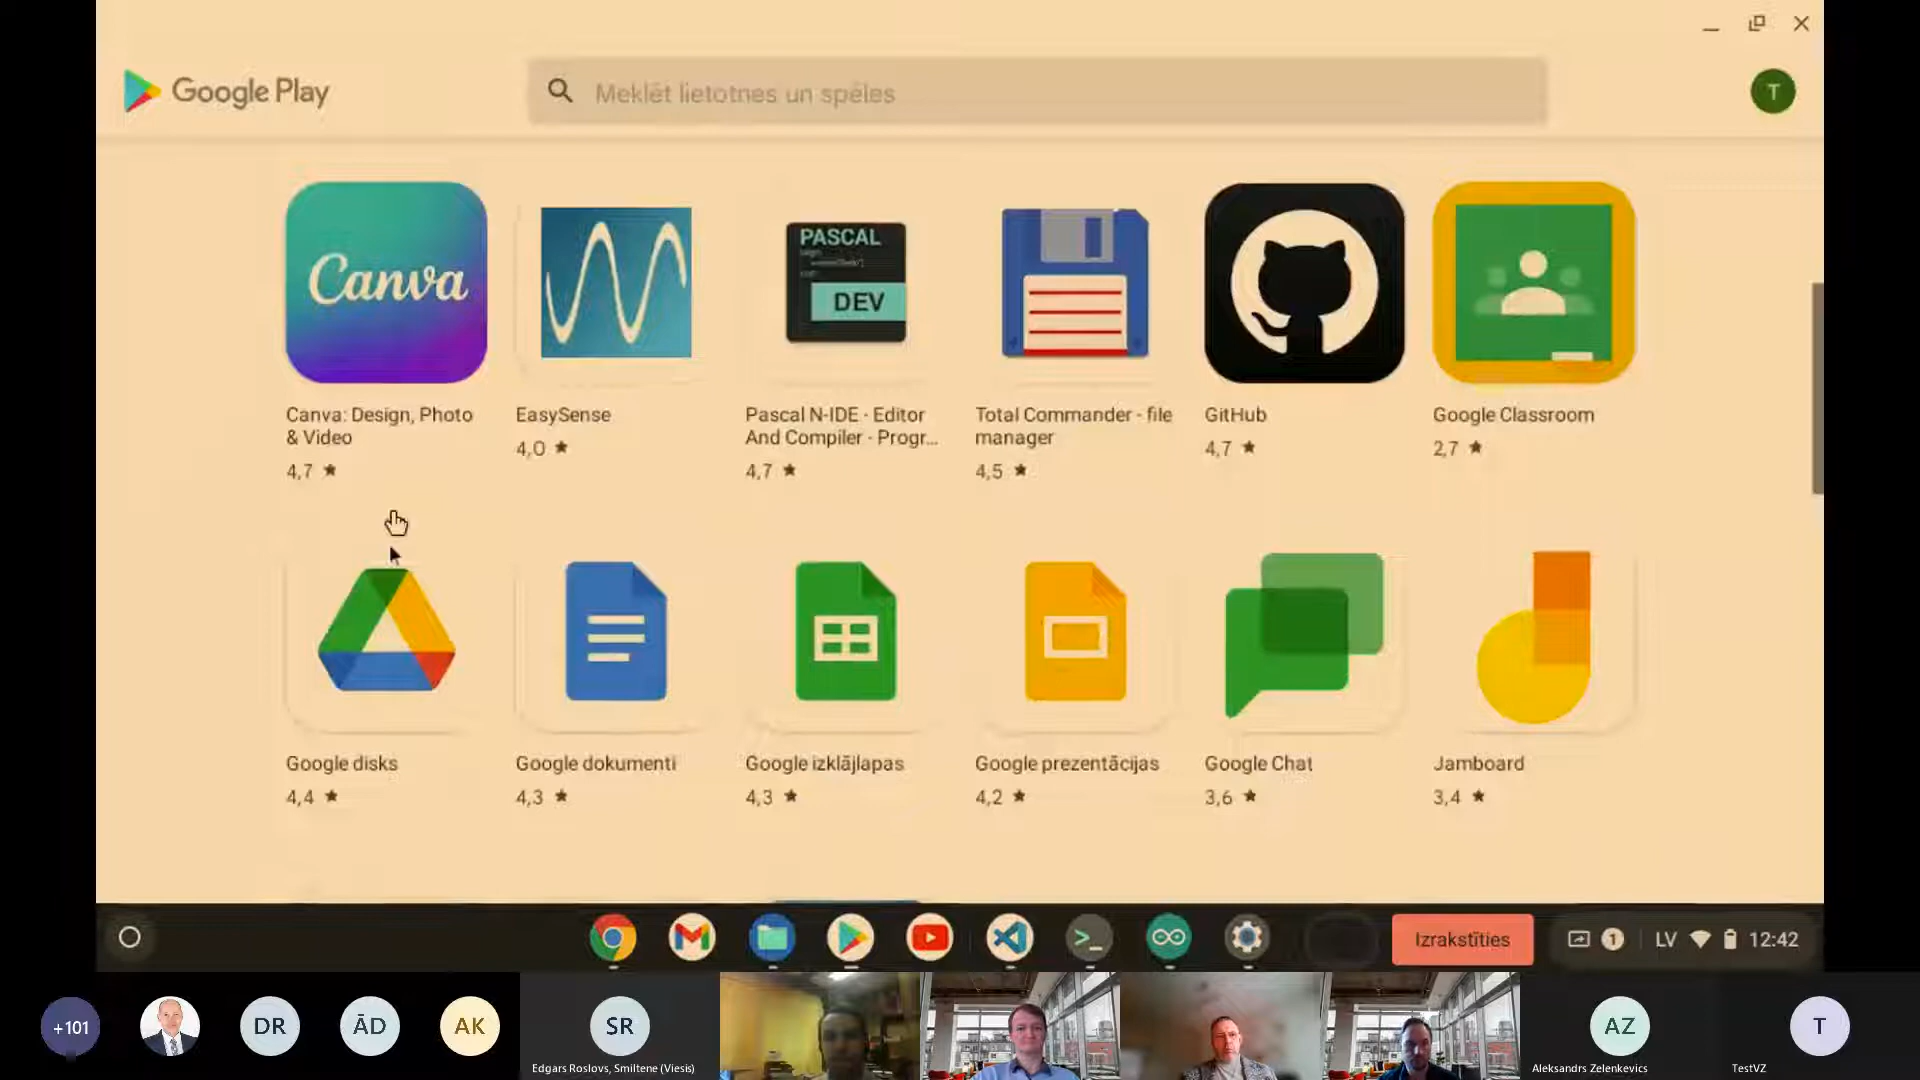 Google Play
Meklēt lietotnes un spēles
T
Canva
PASCAL
DEV
Canva: Design, Photo
& Video
4,7 ★
EasySense
4,0 ★
Pascal N-IDE - Editor
And Compiler - Progr...
4,7 ★
Total Commander - file
manager
4,5 ★
GitHub
4,7 ★
Google Classroom
2,7 ★
Google disks
4,4 ★
Google dokumenti
4,3 ★
Google izklājlapas
4,3 ★
Google prezentācijas
4,2 ★
Google Chat
3,6 ★
Jamboard
3,4 ★
Izrakstīties
1
LV
12:42
+101
DR
ĀD
AK
SR
Edgars Roslovs, Smiltene (Viesis)
AZ
Aleksandrs Zelenkevics
T
TestVZ